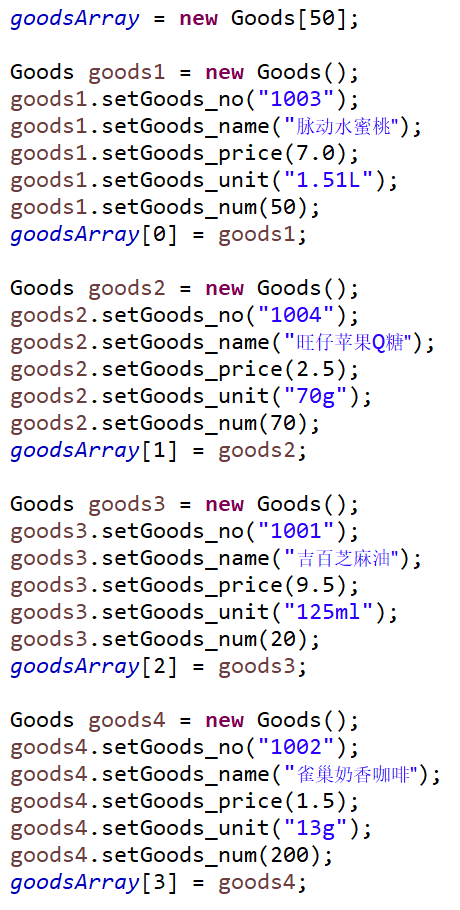 goodsArray = new Goods[50];
Goods goods1 = new Goods();
goods1.setGoods_no("1003");
goods1.setGoods_name("脉动水蜜桃");
goods1.setGoods_price(7.0);
goods1.setGoods_unit("1.51L");
goods1.setGoods_num(50);
goodsArray[0] = goods1;
Goods goods2 = new Goods();
goods2.setGoods_no("1004");
goods2.setGoods_name("旺仔苹果Q糖");
goods2.setGoods_price(2.5);
goods2.setGoods_unit("70g");
goods2.setGoods_num(70);
goodsArray[1] = goods2;
Goods goods3 = new Goods();
goods3.setGoods_no("1001");
goods3.setGoods_name("吉百芝麻油");
goods3.setGoods_price(9.5);
goods3.setGoods_unit("125ml");
goods3.setGoods_num(20);
goodsArray[2] = goods3;
Goods goods4 = new Goods();
goods4.setGoods_no("1002");
goods4.setGoods_name("雀巢奶香咖啡");
goods4.setGoods_price(1.5);
goods4.setGoods_unit("13g");
goods4.setGoods_num(200);
goodsArray[3] = goods4;